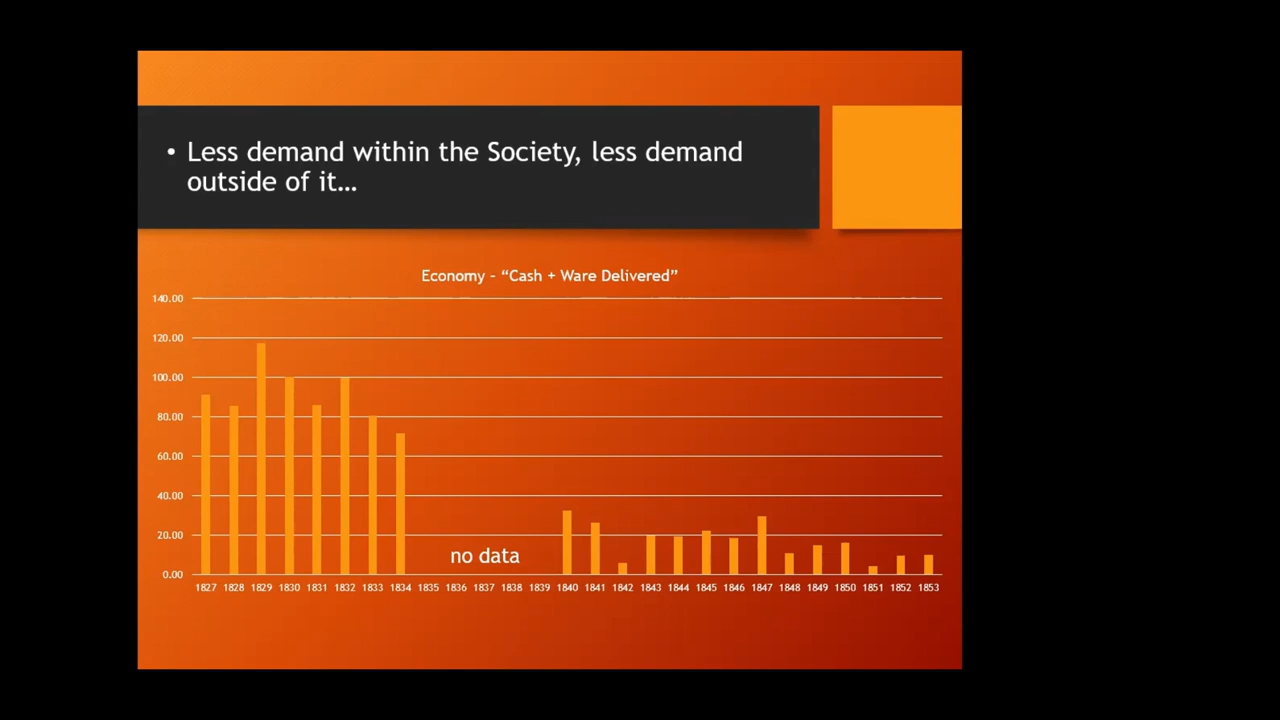 • Less demand within the Society, less demand
outside of it…
Economy - “Cash + Ware Delivered”
140.00
120.00
100.00
80.00
60.00
40.00
20.00
0.00
no data
1827 1828 1829 1830 1831 1832 1833 1834 1835 1836 1837 1838 1839 1840 1841 1842 1843 1844 1845 1846 1847 1848 1849 1850 1851 1852 1853